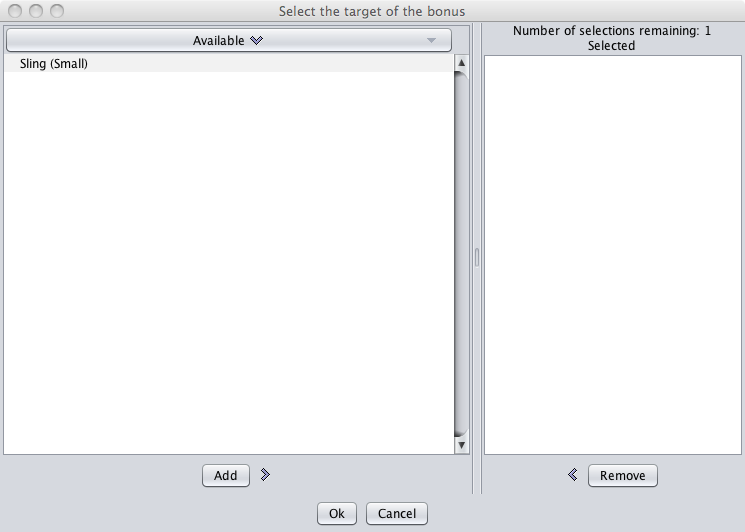 Select the target of the bonus
Available
Sling (Small)
Number of selections remaining: 1
Selected
Add
Remove
Ok
Cancel